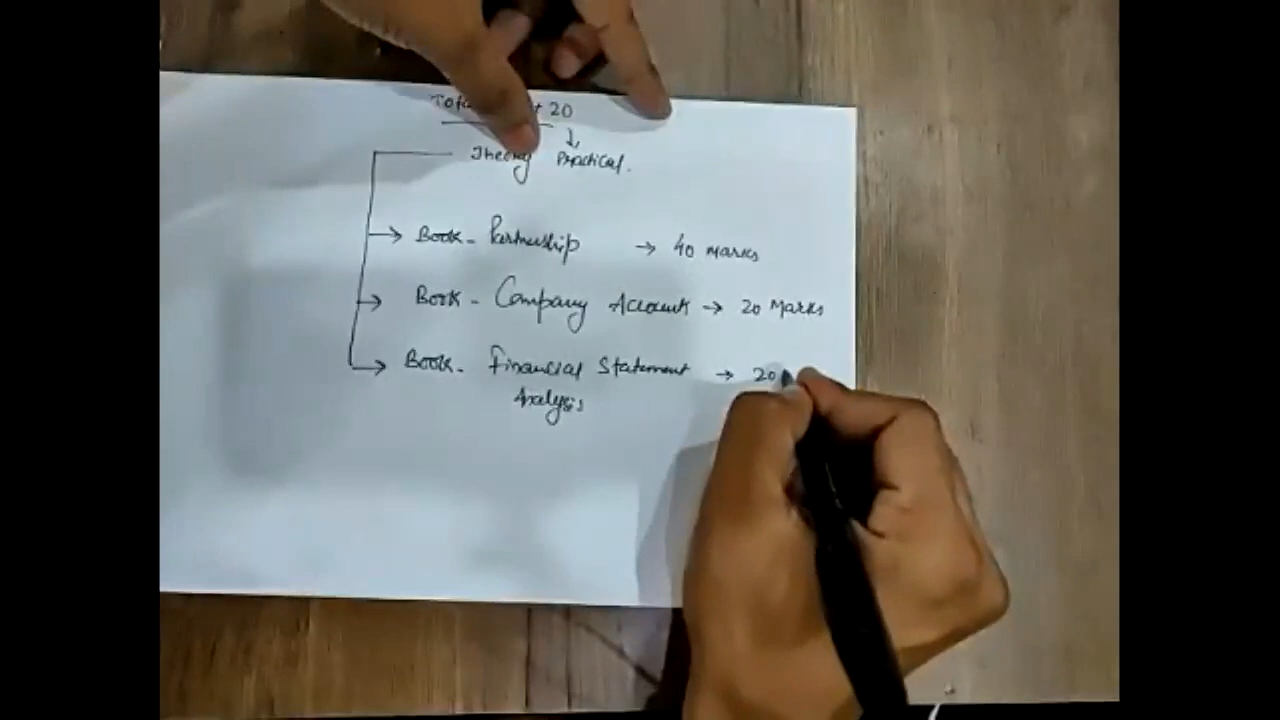 + 20
Theory Practical.
Book - Partnership → 40 Marks
Book - Company Account → 20 Marks
Book - Financial Statement → 20
Analysis